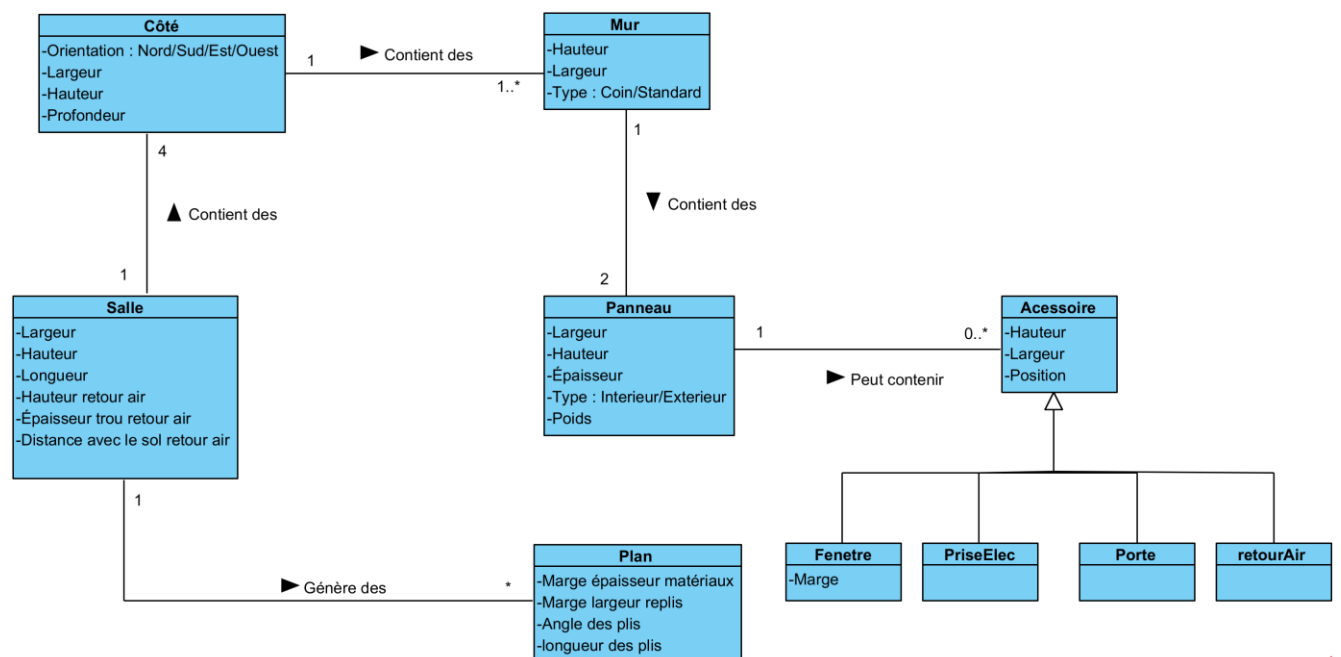 Côté
-Orientation : Nord/Sud/Est/Ouest
-Largeur
-Hauteur
-Profondeur
1
Contient des
1..*
Mur
-Hauteur
-Largeur
-Type : Coin/Standard
4
Contient des
1
1
Contient des
2
Salle
-Largeur
-Hauteur
-Longueur
-Hauteur retour air
-Épaisseur trou retour air
-Distance avec le sol retour air
Panneau
-Largeur
-Hauteur
-Épaisseur
-Type : Interieur/Exterieur
-Poids
1
0..*
Peut contenir
Acessoire
-Hauteur
-Largeur
-Position
1
Génère des
*
Plan
-Marge épaisseur matériaux
-Marge largeur replis
-Angle des plis
-longueur des plis
Fenetre
-Marge
PriseElec
Porte
retourAir